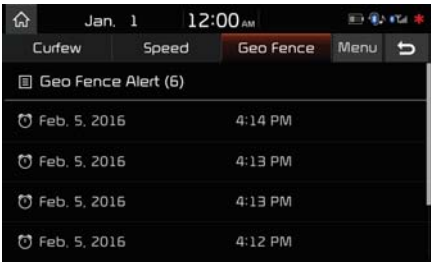 Jan. 1 12:00 AM
Curfew Speed Geo Fence Menu
Geo Fence Alert (6)
Feb. 5, 2016 4:14 PM
Feb. 5, 2016 4:13 PM
Feb. 5, 2016 4:13 PM
Feb. 5, 2016 4:12 PM